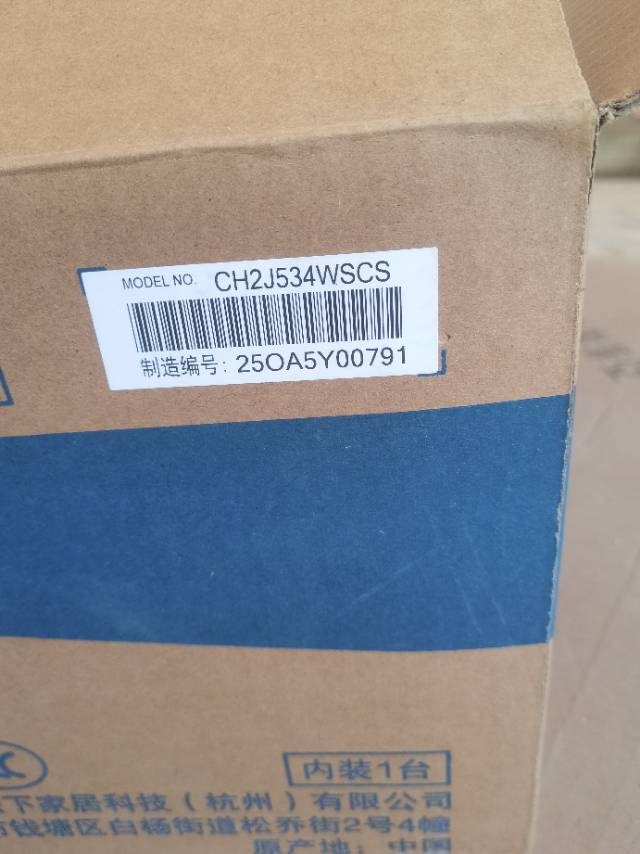 MODEL NO. CH2J534WSCS
制造编号: 25OA5Y00791
内装1台
下家居科技(杭州)有限公司
钱塘区白杨街道松乔街2号4幢
原产地: 中国